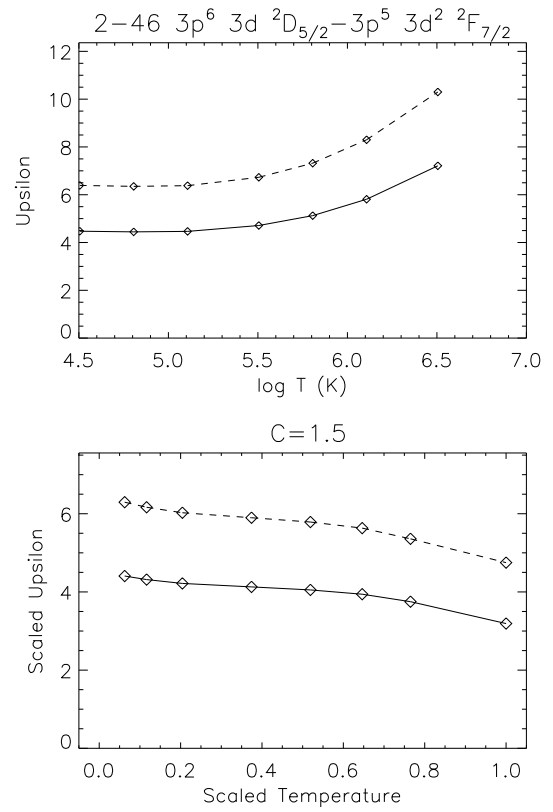 2-46 3p⁶ 3d ²D₅/₂-3p⁵ 3d² ²F₇/₂
12
10
8
6
4
2
0
Upsilon
4.5 5.0 5.5 6.0 6.5 7.0
log T (K)
C=1.5
6
4
2
0
Scaled Upsilon
0.0 0.2 0.4 0.6 0.8 1.0
Scaled Temperature